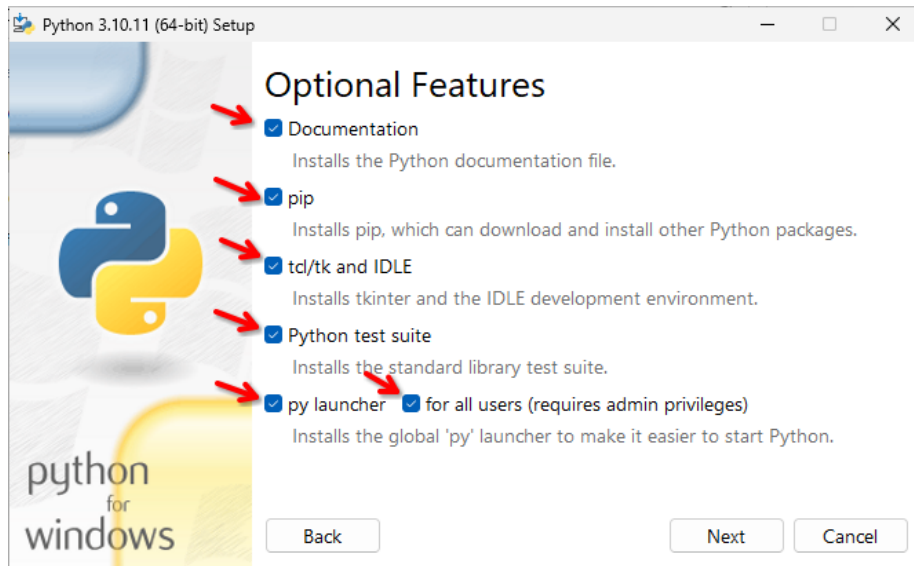 Python 3.10.11 (64-bit) Setup
Optional Features
Documentation
Installs the Python documentation file.
pip
Installs pip, which can download and install other Python packages.
tcl/tk and IDLE
Installs tkinter and the IDLE development environment.
Python test suite
Installs the standard library test suite.
py launcher for all users (requires admin privileges)
Installs the global 'py' launcher to make it easier to start Python.
python
for
windows
Back Next Cancel